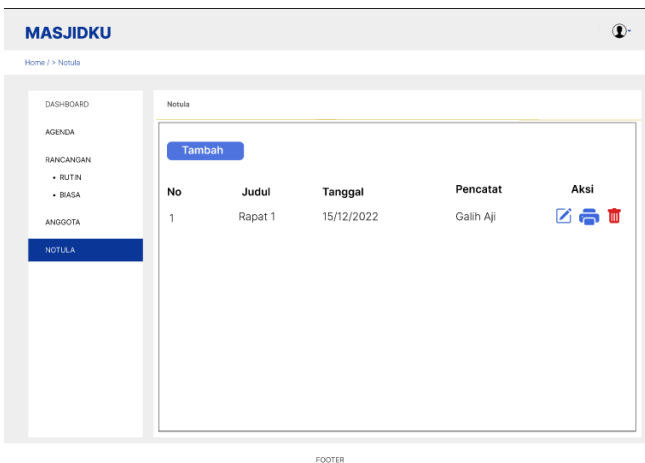 MASJIDKU
Home / > Notula
DASHBOARD
AGENDA
RANCANGAN
• RUTIN
• BIASA
ANGGOTA
NOTULA
Notula
Tambah
No Judul Tanggal Pencatat Aksi
1 Rapat 1 15/12/2022 Galih Aji
FOOTER